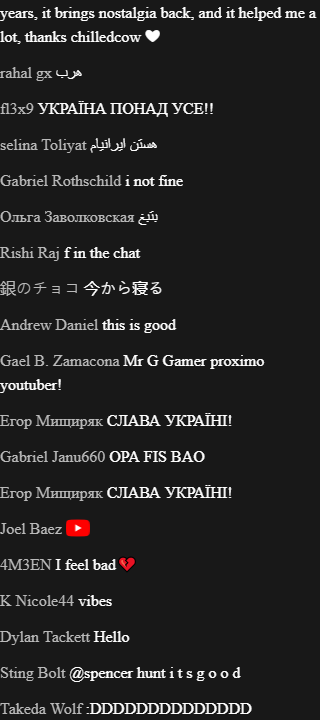 years, it brings nostalgia back, and it helped me a
lot, thanks chilledcow 🤍
rahal gx هرب
fl3x9 УКРАЇНА ПОНАД УСЕ!!
selina Toliyat هستن ایرانیام
Gabriel Rothschild i not fine
Ольга Заволковская بتبغ
Rishi Raj f in the chat
銀のチョコ 今から寝る
Andrew Daniel this is good
Gael B. Zamacona Mr G Gamer proximo
youtuber!
Егор Мищиряк СЛАВА УКРАЇНІ!
Gabriel Janu660 OPA FIS BAO
Егор Мищиряк СЛАВА УКРАЇНІ!
Joel Baez
4M3EN I feel bad 💔
K Nicole44 vibes
Dylan Tackett Hello
Sting Bolt @spencer hunt i t s g o o d
Takeda Wolf :DDDDDDDDDDDDDDD